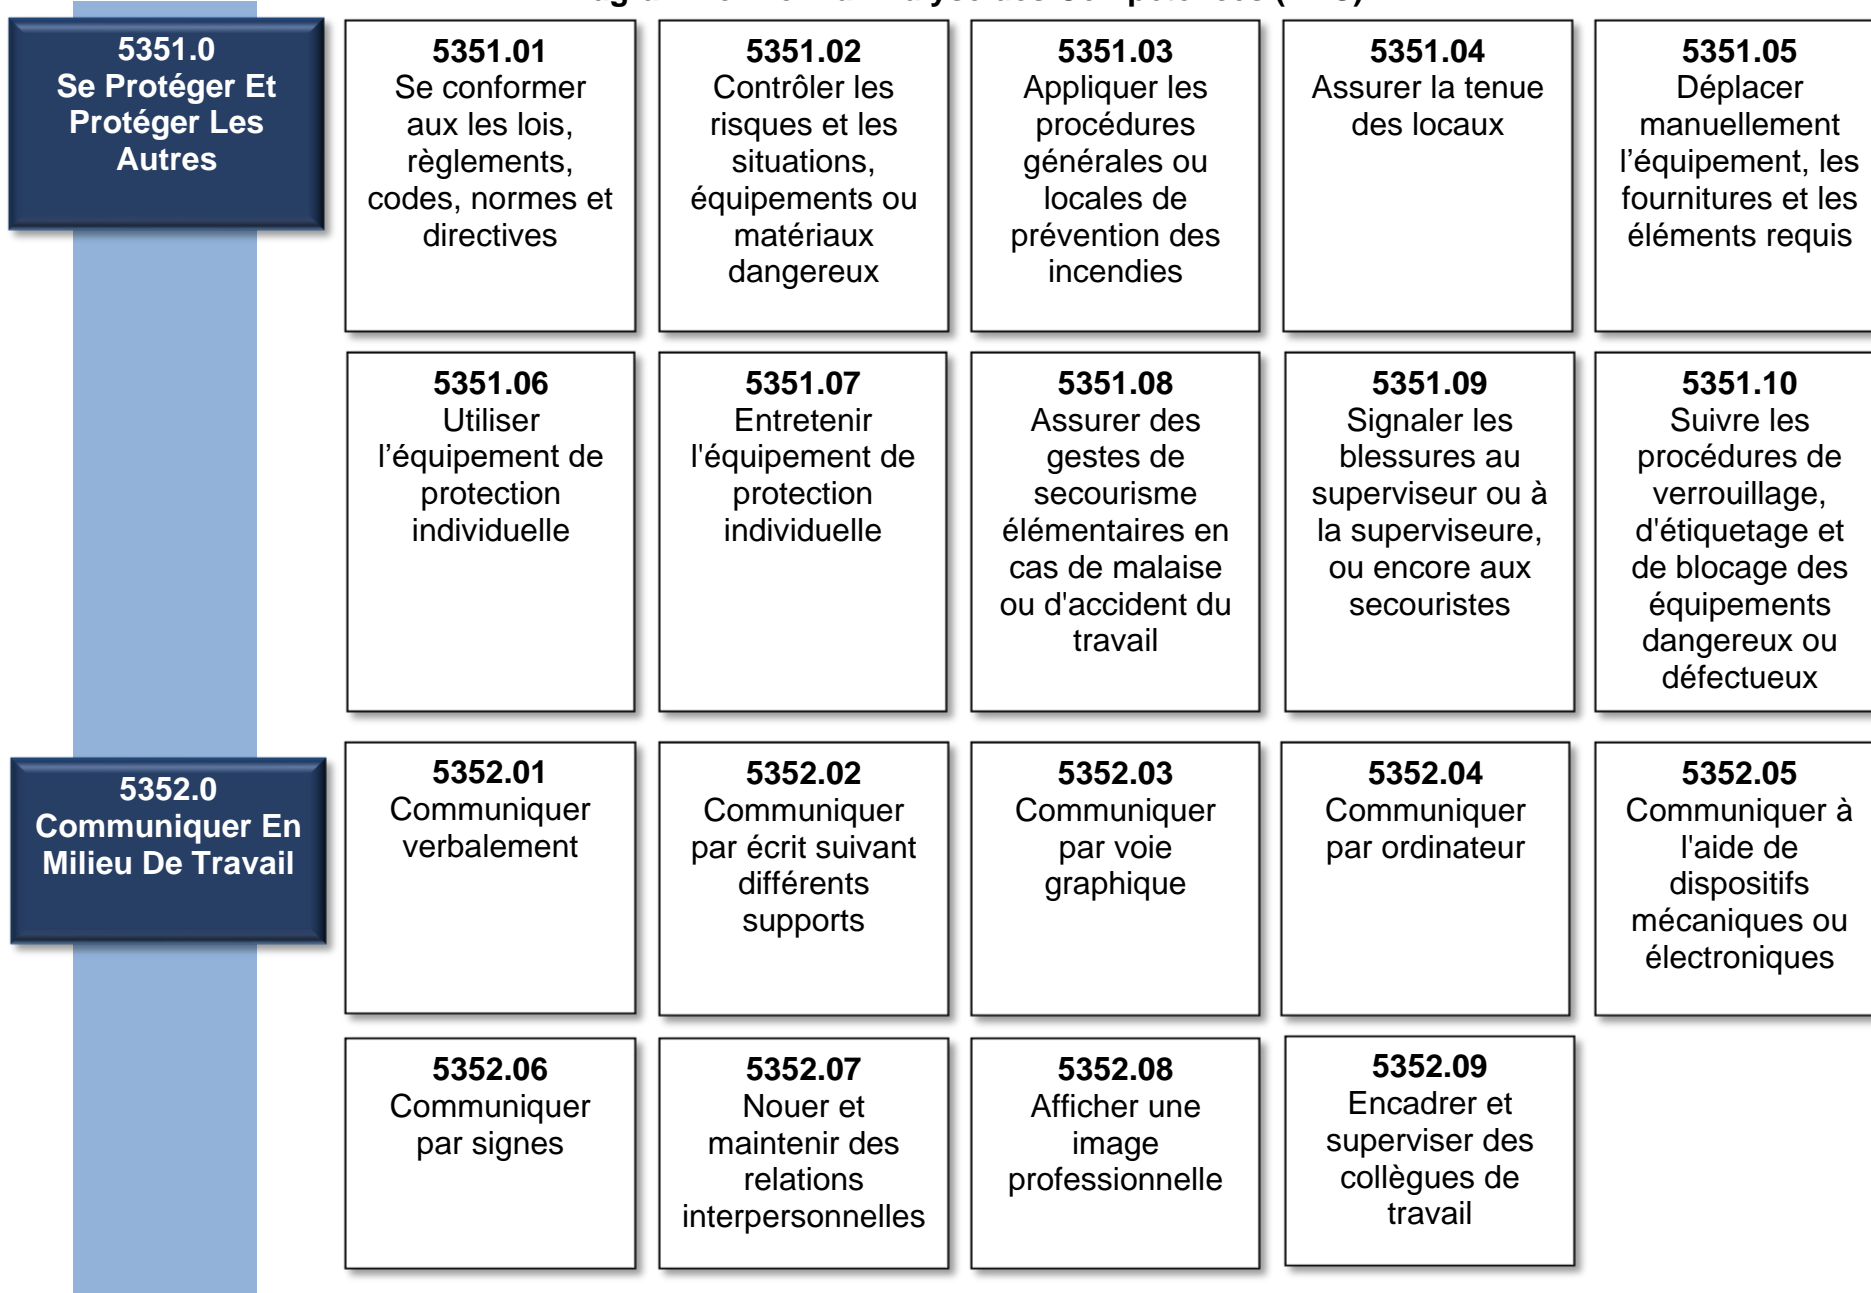 5351.0
Se Protéger Et
Protéger Les
Autres
5351.01
Se conformer
aux les lois,
règlements,
codes, normes et
directives
5351.02
Contrôler les
risques et les
situations,
équipements ou
matériaux
dangereux
5351.03
Appliquer les
procédures
générales ou
locales de
prévention des
incendies
5351.04
Assurer la tenue
des locaux
5351.05
Déplacer
manuellement
l’équipement, les
fournitures et les
éléments requis
5351.06
Utiliser
l’équipement de
protection
individuelle
5351.07
Entretenir
l'équipement de
protection
individuelle
5351.08
Assurer des
gestes de
secourisme
élémentaires en
cas de malaise
ou d'accident du
travail
5351.09
Signaler les
blessures au
superviseur ou à
la superviseure,
ou encore aux
secouristes
5351.10
Suivre les
procédures de
verrouillage,
d'étiquetage et
de blocage des
équipements
dangereux ou
défectueux
5352.0
Communiquer En
Milieu De Travail
5352.01
Communiquer
verbalement
5352.02
Communiquer
par écrit suivant
différents
supports
5352.03
Communiquer
par voie
graphique
5352.04
Communiquer
par ordinateur
5352.05
Communiquer à
l'aide de
dispositifs
mécaniques ou
électroniques
5352.06
Communiquer
par signes
5352.07
Nouer et
maintenir des
relations
interpersonnelles
5352.08
Afficher une
image
professionnelle
5352.09
Encadrer et
superviser des
collègues de
travail